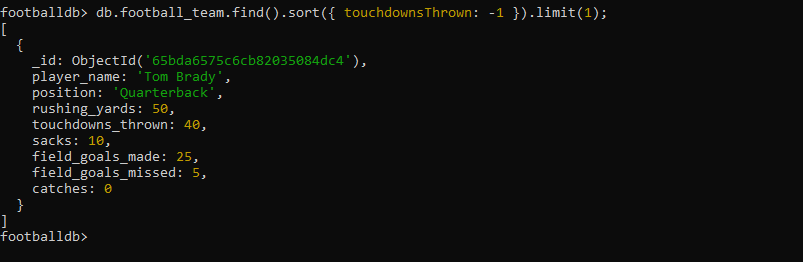 footballdb> db.football_team.find().sort({ touchdownsThrown: -1 }).limit(1);
[
  {
    _id: ObjectId('65bda6575c6cb82035084dc4'),
    player_name: 'Tom Brady',
    position: 'Quarterback',
    rushing_yards: 50,
    touchdowns_thrown: 40,
    sacks: 10,
    field_goals_made: 25,
    field_goals_missed: 5,
    catches: 0
  }
]
footballdb>